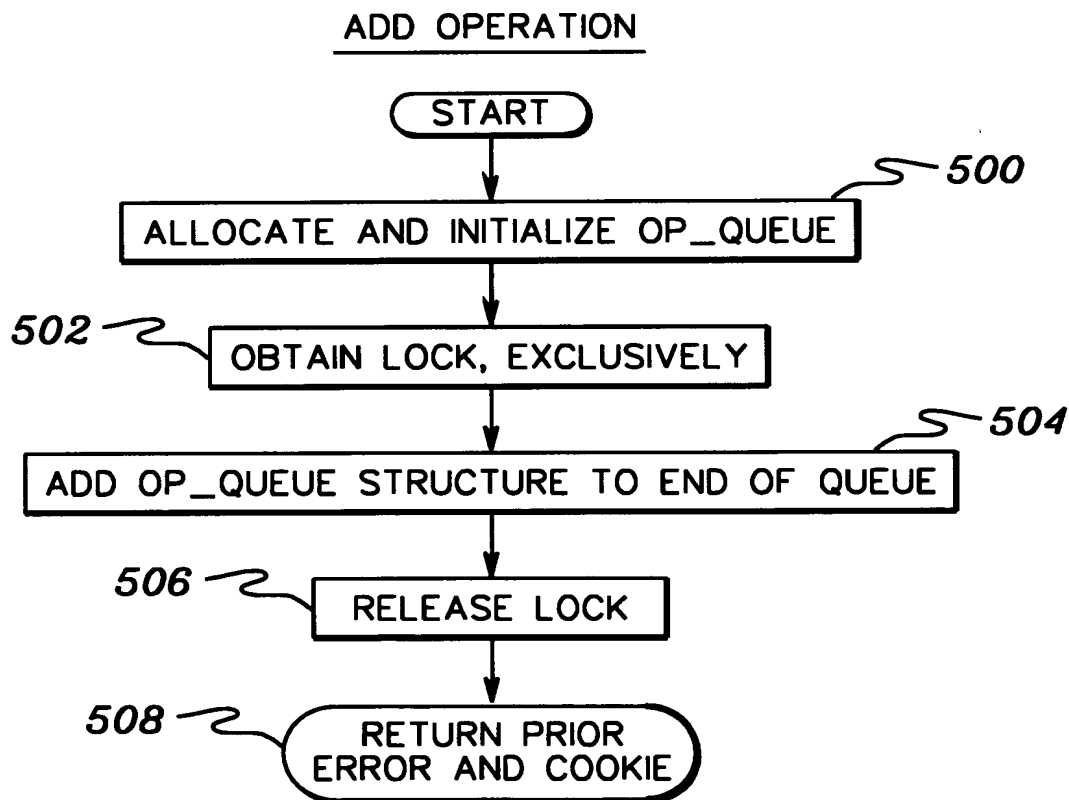 ADD OPERATION
START
500
ALLOCATE AND INITIALIZE OP_QUEUE
502
OBTAIN LOCK, EXCLUSIVELY
504
ADD OP_QUEUE STRUCTURE TO END OF QUEUE
506
RELEASE LOCK
508
RETURN PRIOR
ERROR AND COOKIE